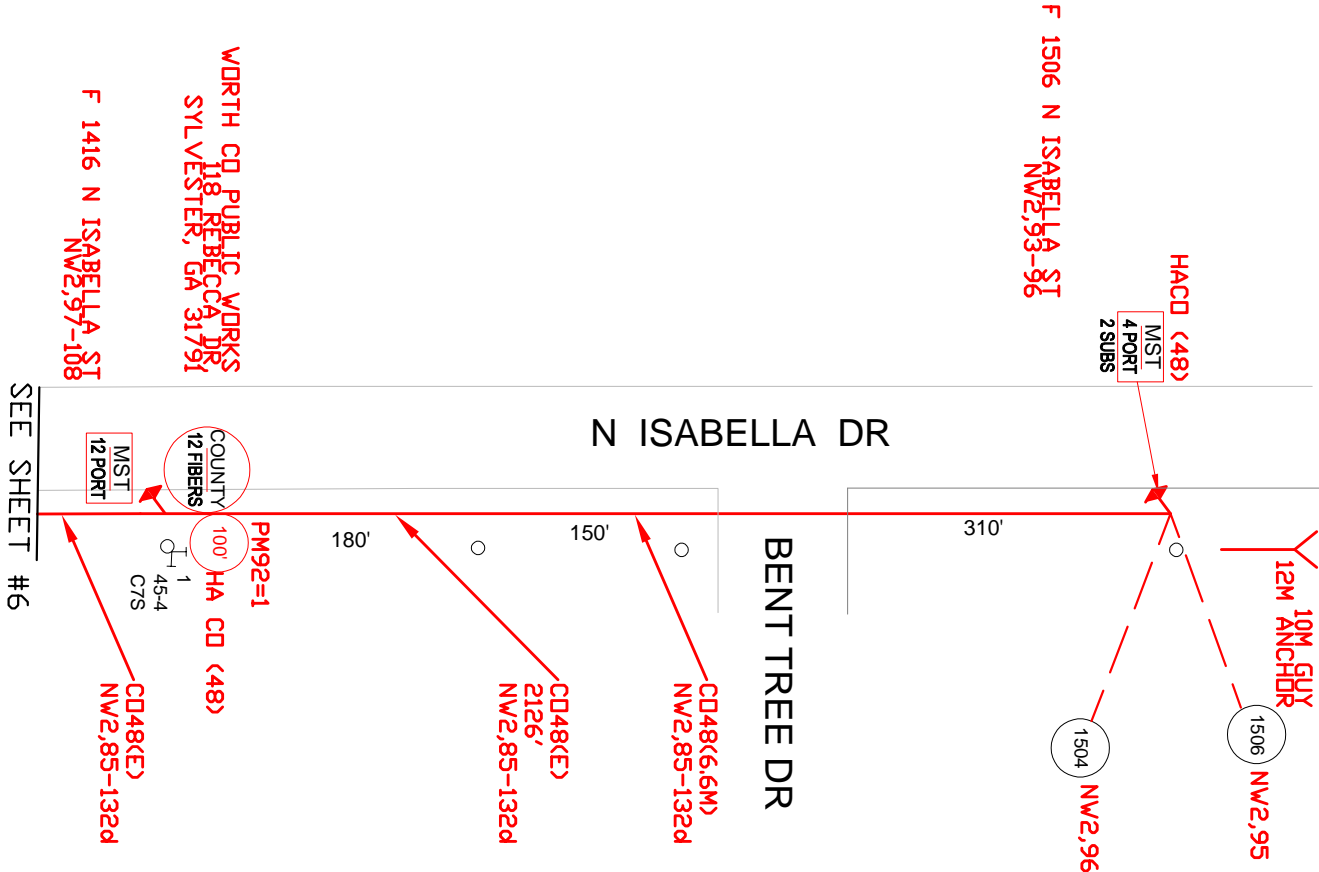 F 1506 N ISABELLA ST
NW2,93-96
HACO (48)
MST
4 PORT
2 SUBS
WORTH CO PUBLIC WORKS
118 REBECCA DR,
SYLVESTER, GA 31791
F 1416 N ISABELLA ST
NW2,97-108
SEE SHEET #6
MST
12 PORT
COUNTY
12 FIBERS
N ISABELLA DR
PM92=1
100'
HA CO (48)
1
45-4
C7S
180'
150'
310'
BENT TREE DR
10M GUY
12M ANCHOR
1506
NW2,95
1504
NW2,96
CO48(6.6M)
NW2,85-132d
CO48(E)
2126'
NW2,85-132d
CO48(E)
NW2,85-132d